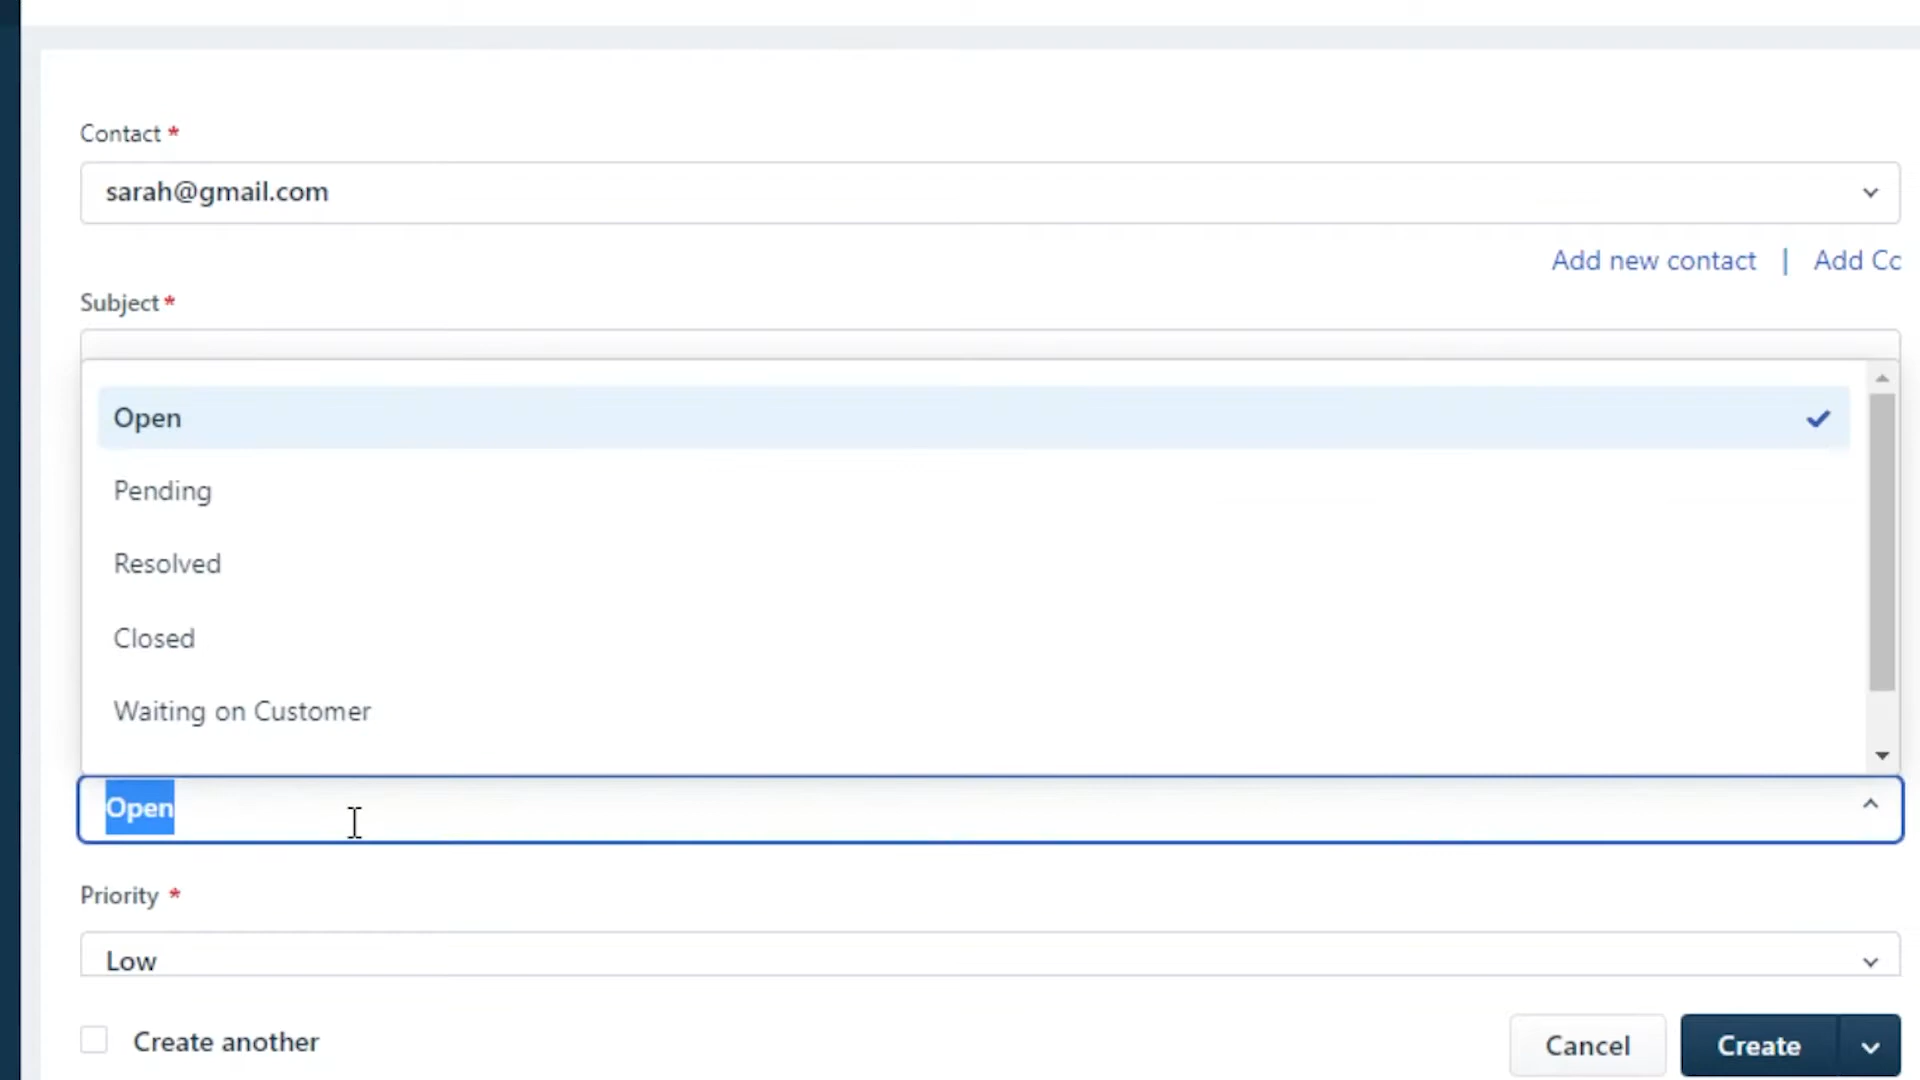 Contact *
sarah@gmail.com
Add new contact | Add Cc
Subject *
Open
Pending
Resolved
Closed
Waiting on Customer
Open
Priority *
Low
Create another
Cancel
Create